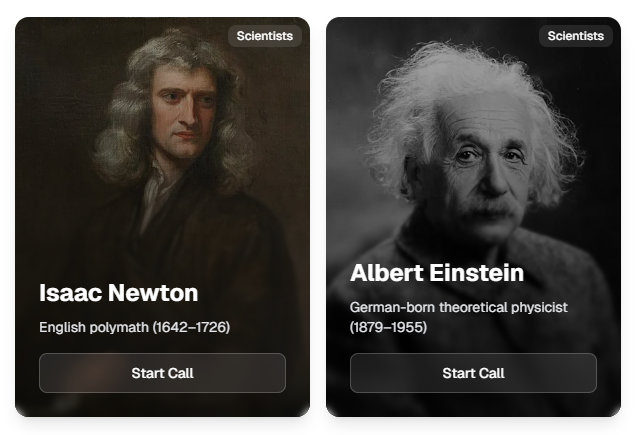 Scientists
Isaac Newton
English polymath (1642–1726)
Start Call
Scientists
Albert Einstein
German-born theoretical physicist
(1879–1955)
Start Call